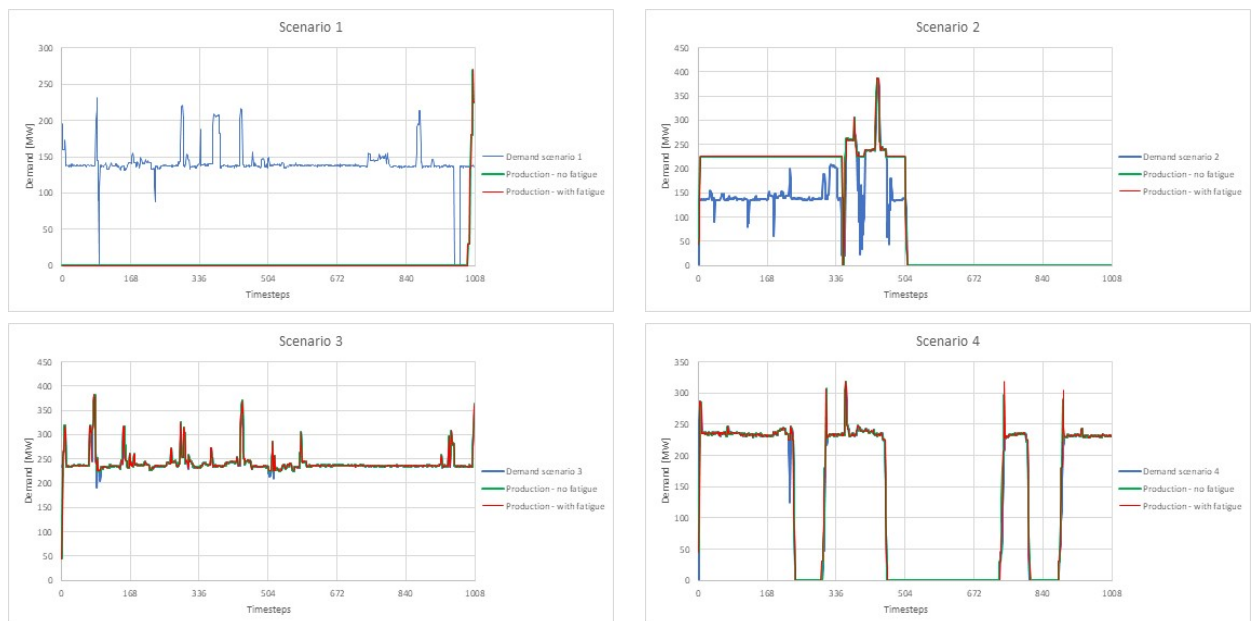 Scenario 1
300
250
200
150
100
50
0
Demand [MW]
0 168 336 504 672 840 1008
Timesteps
Demand scenario 1
Production - no fatigue
Production - with fatigue
Scenario 2
450
400
350
300
250
200
150
100
50
0
Demand [MW]
0 168 336 504 672 840 1008
Timesteps
Demand scenario 2
Production - no fatigue
Production - with fatigue
Scenario 3
450
400
350
300
250
200
150
100
50
0
Demand [MW]
0 168 336 504 672 840 1008
Timesteps
Demand scenario 3
Production - no fatigue
Production - with fatigue
Scenario 4
350
300
250
200
150
100
50
0
Demand [MW]
0 168 336 504 672 840 1008
Timesteps
Demand scenario 4
Production - no fatigue
Production - with fatigue